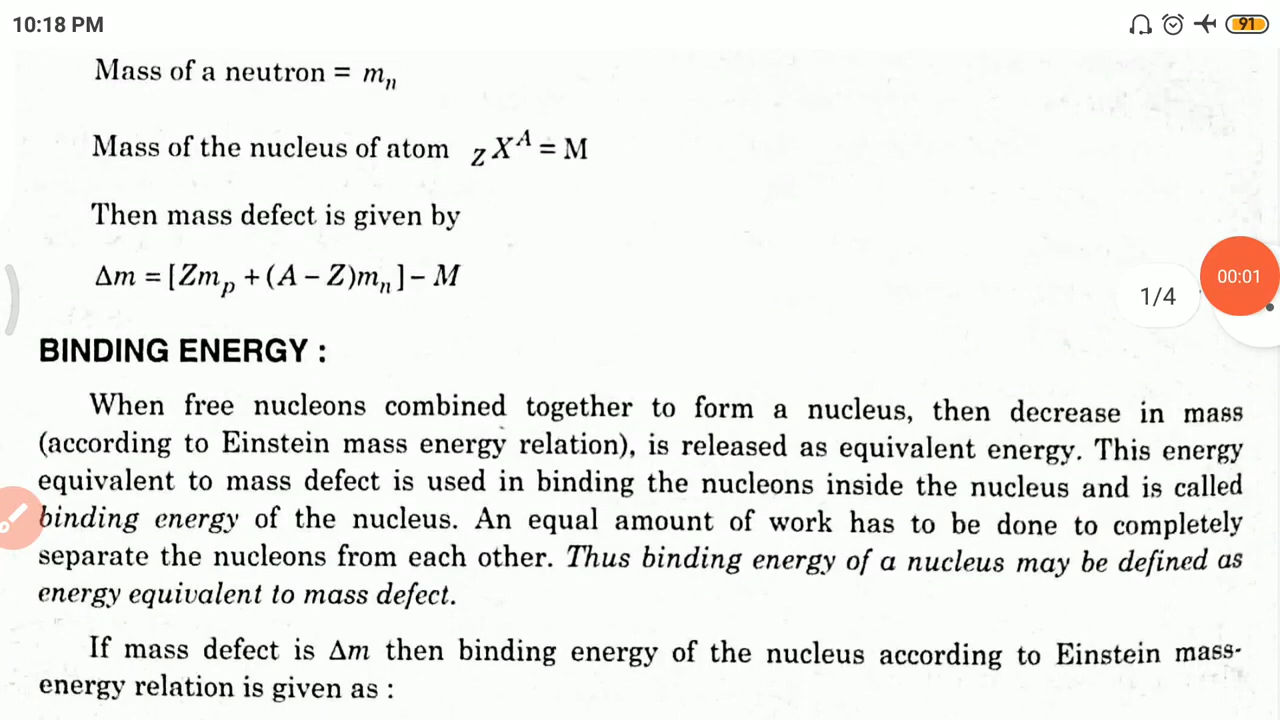 10:18 PM
91
Mass of a neutron = mₙ
Mass of the nucleus of atom zXᴬ = M
Then mass defect is given by
Δm = [Zmₚ + (A – Z)mₙ] – M
00:01
1/4
BINDING ENERGY :
When free nucleons combined together to form a nucleus, then decrease in mass
(according to Einstein mass energy relation), is released as equivalent energy. This energy
equivalent to mass defect is used in binding the nucleons inside the nucleus and is called
binding energy of the nucleus. An equal amount of work has to be done to completely
separate the nucleons from each other. Thus binding energy of a nucleus may be defined as
energy equivalent to mass defect.
If mass defect is Δm then binding energy of the nucleus according to Einstein mass-
energy relation is given as :